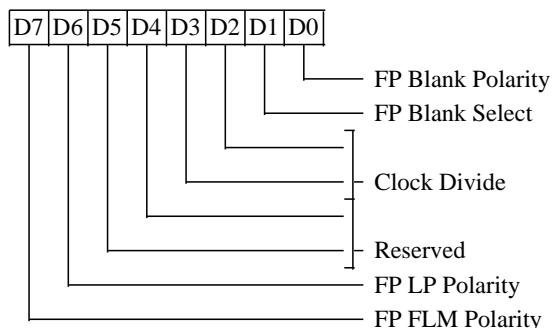 D7 D6 D5 D4 D3 D2 D1 D0
FP Blank Polarity
FP Blank Select
Clock Divide
Reserved
FP LP Polarity
FP FLM Polarity